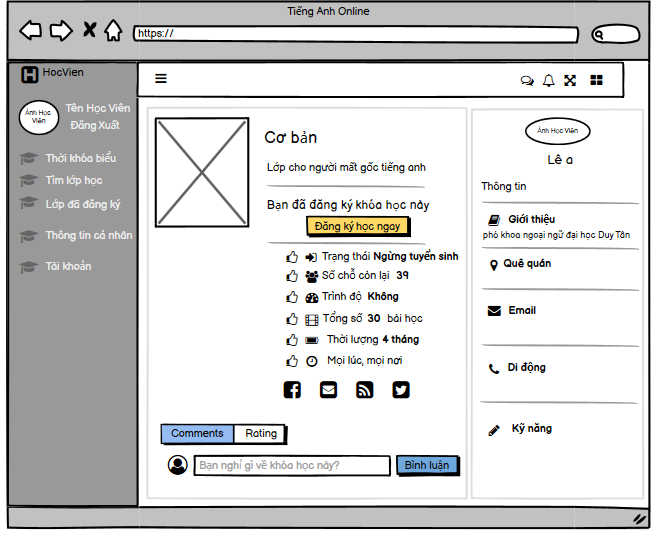 Tiếng Anh Online
https://
HocVien
Ảnh Học
Viên
Tên Học Viên
Đăng Xuất
Thời khóa biểu
Tìm lớp học
Lớp đã đăng ký
Thông tin cá nhân
Tài khoản
Cơ bản
Lớp cho người mất gốc tiếng anh
Bạn đã đăng ký khóa học này
Đăng ký học ngay
Trạng thái Ngừng tuyển sinh
Số chỗ còn lại 39
Trình độ Không
Tổng số 30 bài học
Thời lượng 4 tháng
Mọi lúc, mọi nơi
Comments Rating
Bạn nghỉ gì về khóa học này?
Bình luận
Ảnh Học Viên
Lê a
Thông tin
Giới thiệu
phó khoa ngoại ngữ đại học Duy Tân
Quê quán
Email
Di động
Kỹ năng